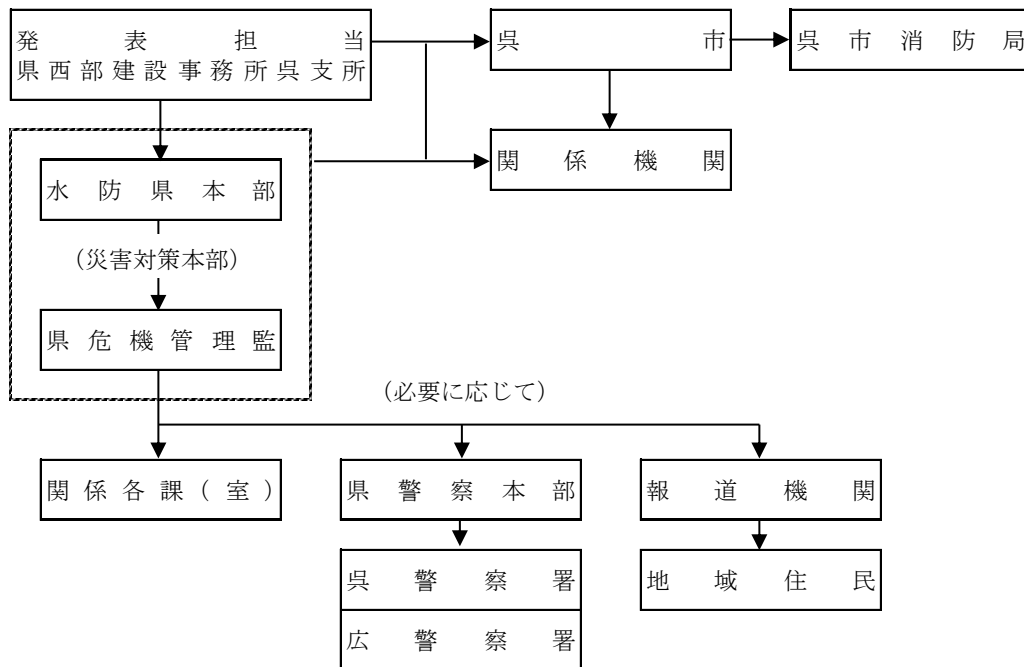 発表担当
県西部建設事務所呉支所
呉市
呉市消防局
関係機関
水防県本部
(災害対策本部)
県危機管理監
(必要に応じて)
関係各課(室)
県警察本部
報道機関
呉警察署
地域住民
広警察署